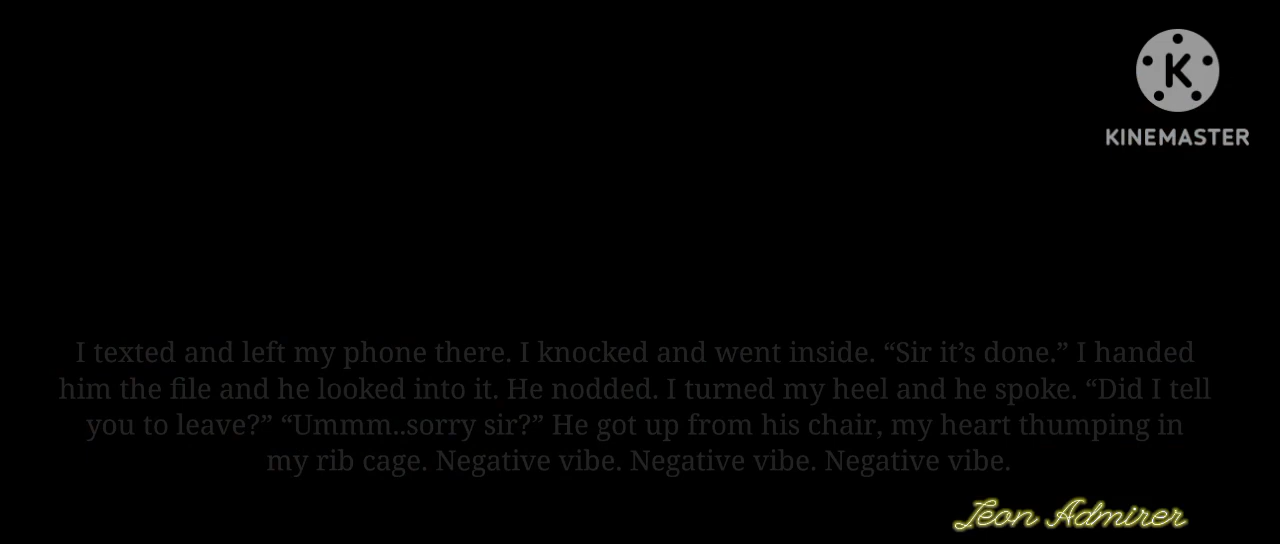 K
KINEMASTER
I texted and left my phone there. I knocked and went inside. “Sir it’s done.” I handed
him the file and he looked into it. He nodded. I turned my heel and he spoke. “Did I tell
you to leave?” “Ummm..sorry sir?” He got up from his chair, my heart thumping in
my rib cage. Negative vibe. Negative vibe. Negative vibe.
Leon Admirer